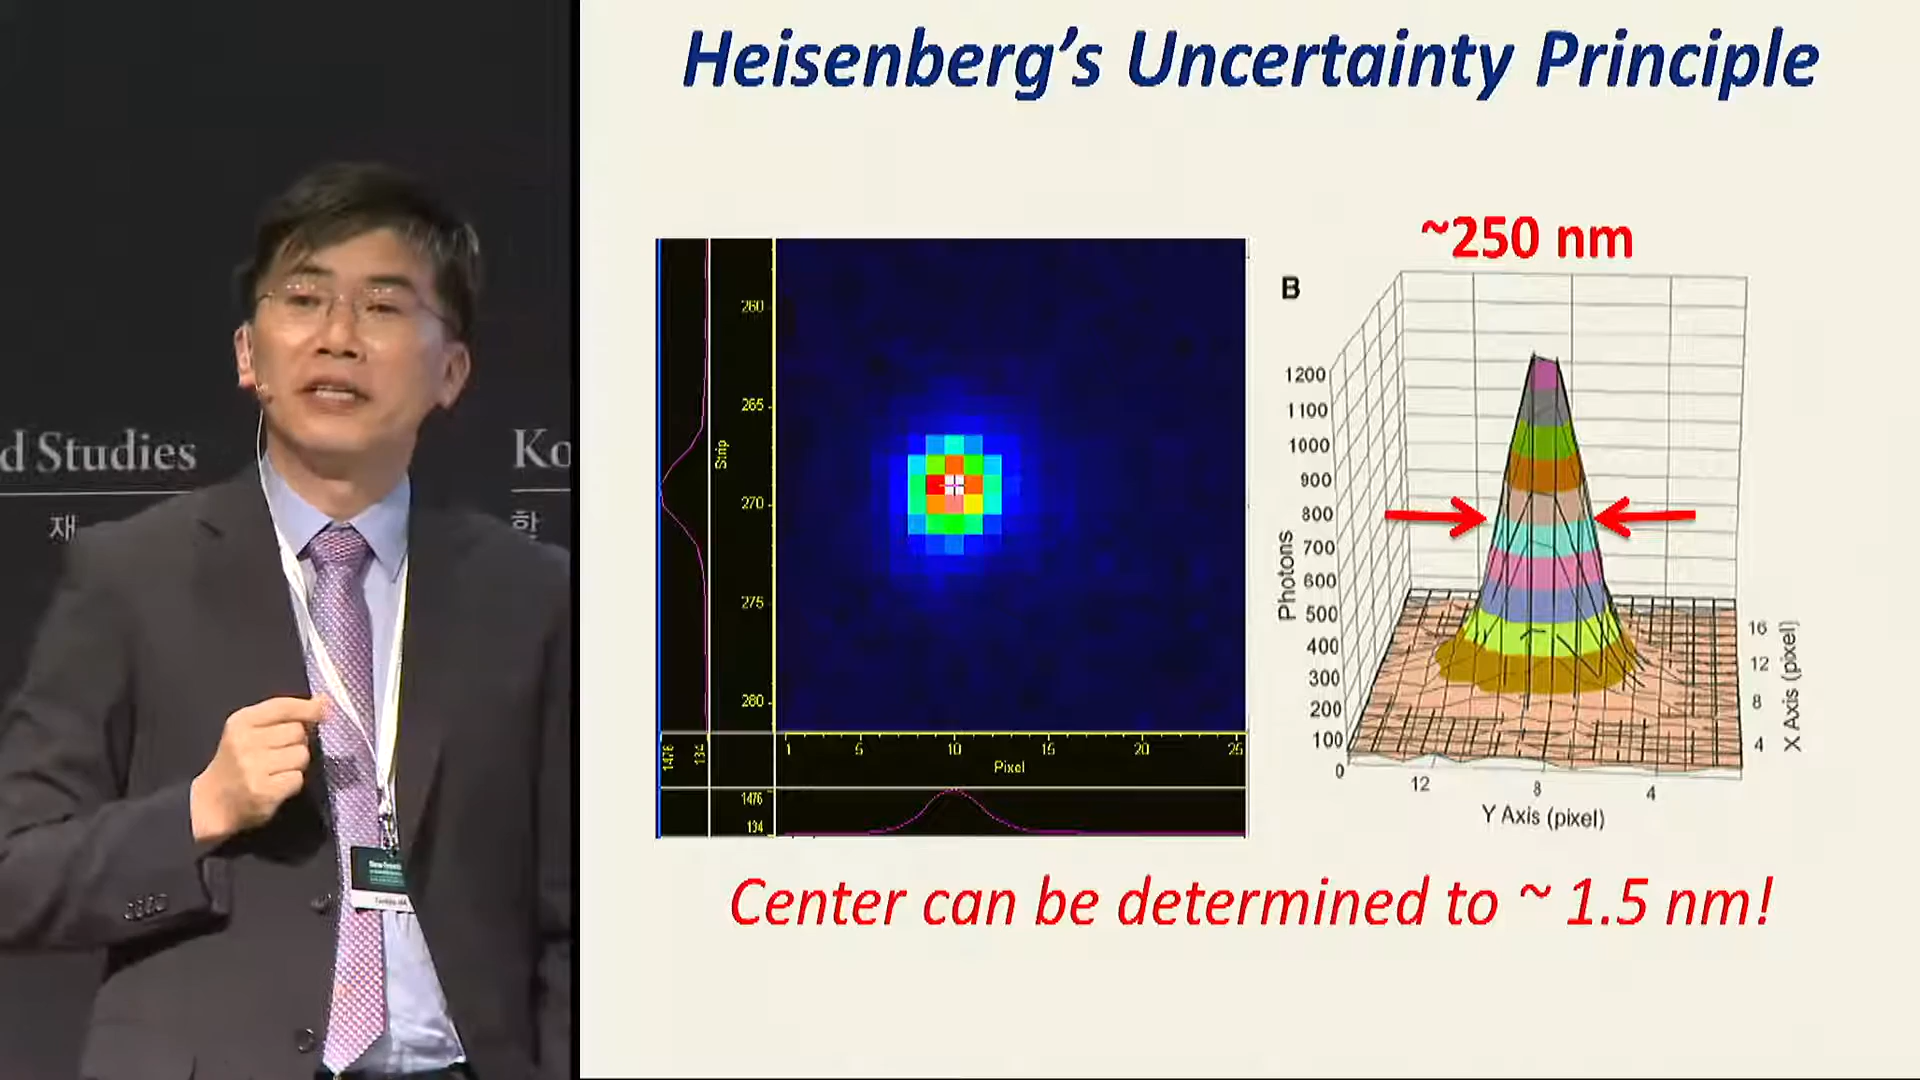 Heisenberg's Uncertainty Principle
d Studies
Ko
재
학
~250 nm
B
260
265
270
275
280
Strip
1476
134
1
5
10
15
20
25
Pixel
1476
134
1200
1100
1000
900
800
700
600
500
400
300
200
100
0
Photons
12
8
4
Y Axis (pixel)
16
12
8
4
X Axis (pixel)
Center can be determined to ~ 1.5 nm!